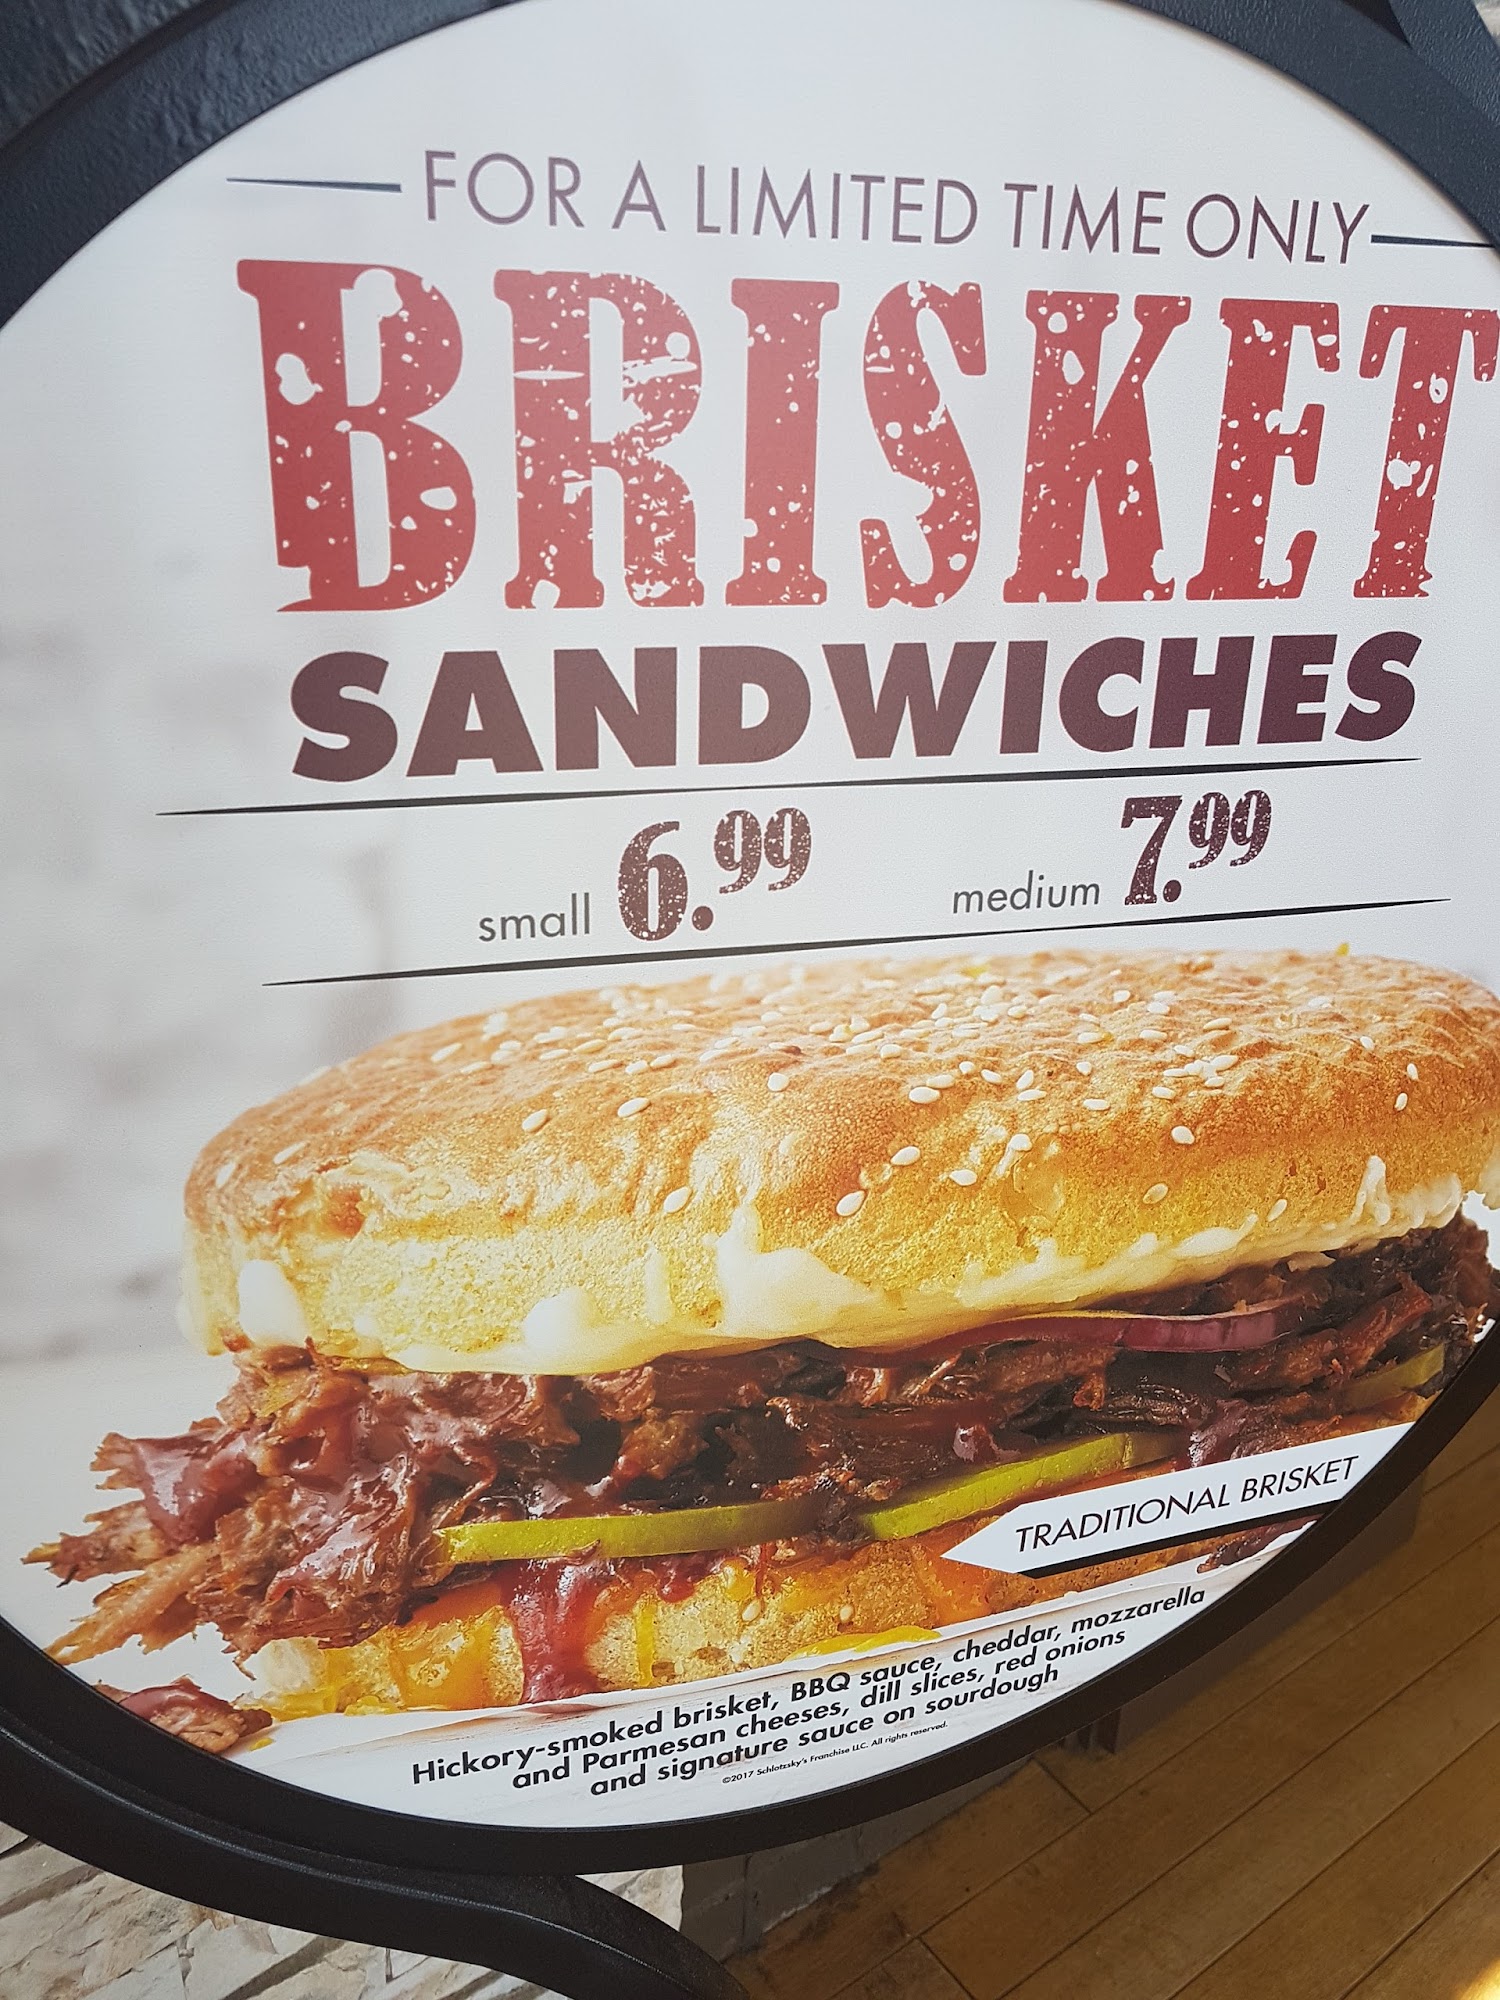 FOR A LIMITED TIME ONLY
BRISKET
SANDWICHES
small 6.99 medium 7.99
TRADITIONAL BRISKET
Hickory-smoked brisket, BBQ sauce, cheddar, mozzarella
and Parmesan cheeses, dill slices, red onions
and signature sauce on sourdough
©2017 Schlotzsky's Franchise LLC. All rights reserved.